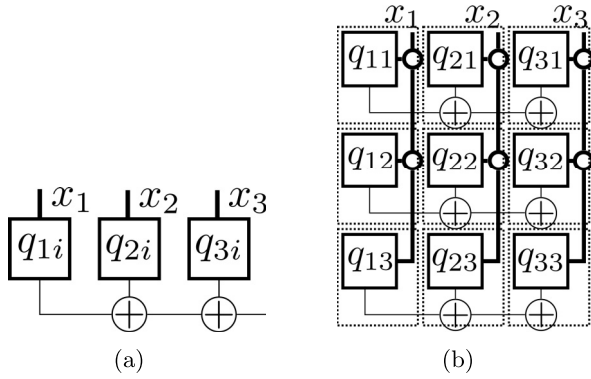 x₁ x₂ x₃
q₁₁ q₂₁ q₃₁
q₁₂ q₂₂ q₃₂
x₁ x₂ x₃
q₁ᵢ q₂ᵢ q₃ᵢ
q₁₃ q₂₃ q₃₃
(a) (b)